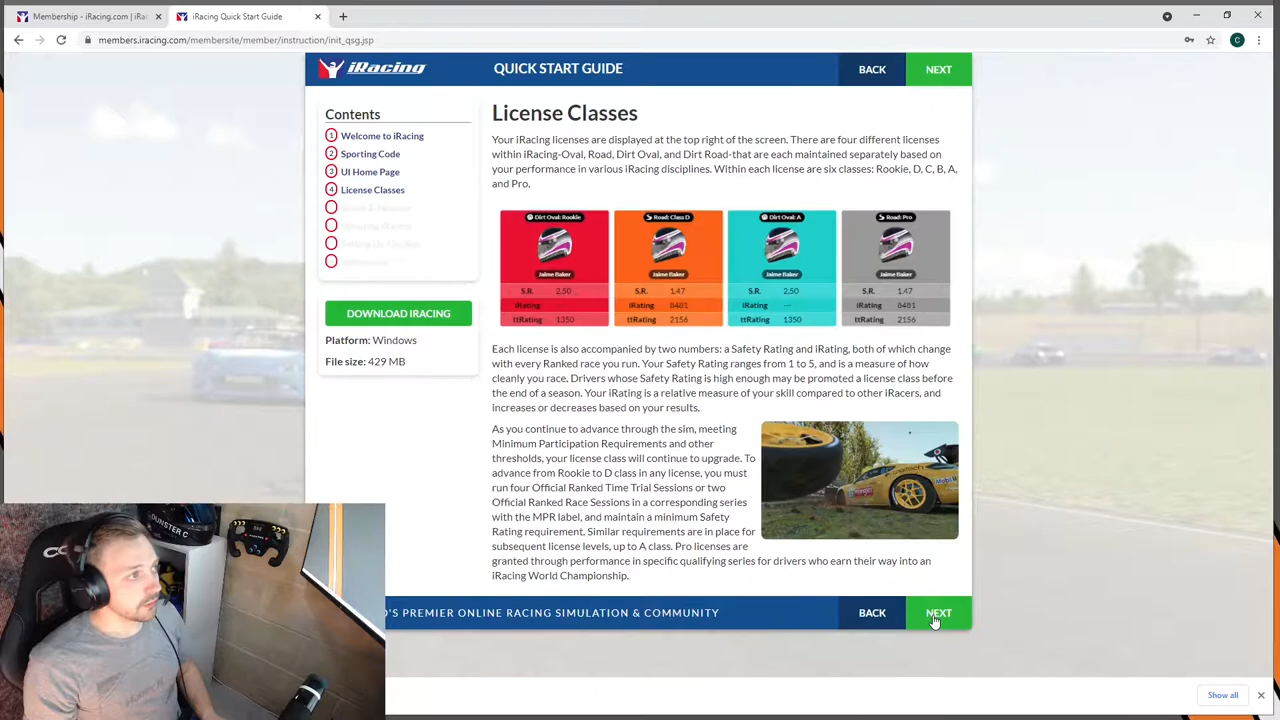 Membership - iRacing.com | iRa
iRacing Quick Start Guide
members.iracing.com/membersite/member/instruction/init_qsg.jsp
C
iRacing
QUICK START GUIDE
BACK
NEXT
Contents
1 Welcome to iRacing
2 Sporting Code
3 UI Home Page
4 License Classes
DOWNLOAD IRACING
Platform: Windows
File size: 429 MB
License Classes
Your iRacing licenses are displayed at the top right of the screen. There are four different licenses
within iRacing-Oval, Road, Dirt Oval, and Dirt Road-that are each maintained separately based on
your performance in various iRacing disciplines. Within each license are six classes: Rookie, D, C, B, A,
and Pro.
Dirt Oval: Rookie Road: Class D Dirt Oval: A Road: Pro
Jaime Baker Jaime Baker Jaime Baker Jaime Baker
S.R. 2.50 S.R. 1.47 S.R. 2.50 S.R. 1.47
iRating iRating 8481 iRating --- iRating 8481
ttRating 1350 ttRating 2156 ttRating 1350 ttRating 2156
Each license is also accompanied by two numbers: a Safety Rating and iRating, both of which change
with every Ranked race you run. Your Safety Rating ranges from 1 to 5, and is a measure of how
cleanly you race. Drivers whose Safety Rating is high enough may be promoted a license class before
the end of a season. Your iRating is a relative measure of your skill compared to other iRacers, and
increases or decreases based on your results.
As you continue to advance through the sim, meeting
Minimum Participation Requirements and other
thresholds, your license class will continue to upgrade. To
advance from Rookie to D class in any license, you must
run four Official Ranked Time Trial Sessions or two
Official Ranked Race Sessions in a corresponding series
with the MPR label, and maintain a minimum Safety
Rating requirement. Similar requirements are in place for
subsequent license levels, up to A class. Pro licenses are
granted through performance in specific qualifying series for drivers who earn their way into an
iRacing World Championship.
D'S PREMIER ONLINE RACING SIMULATION & COMMUNITY
BACK
NEXT
DUNSTER C
Show all